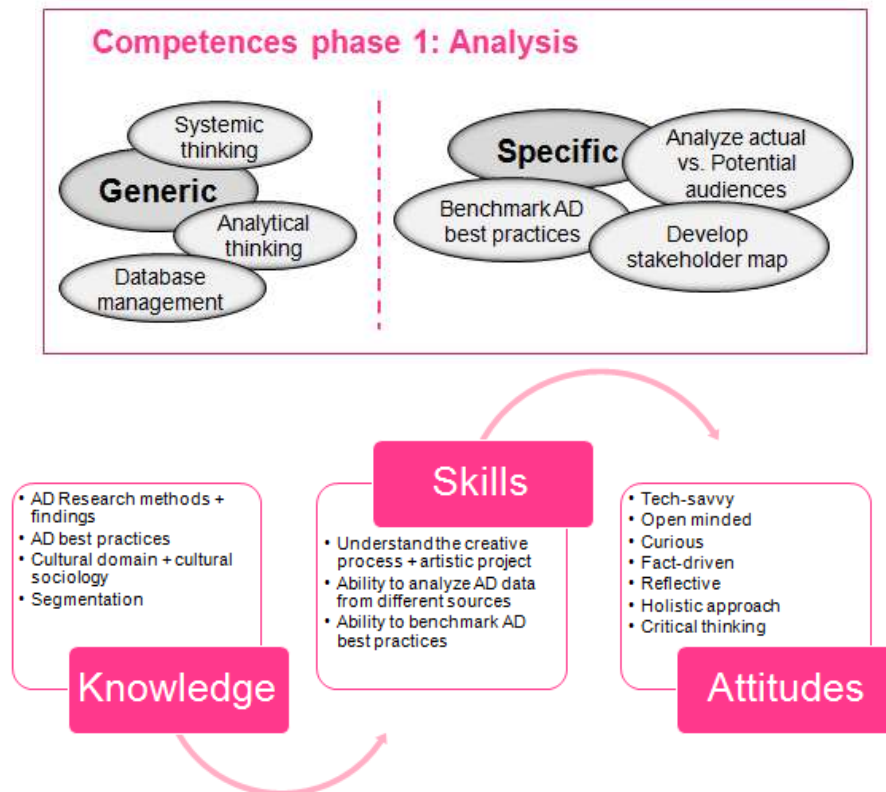 Competences phase 1: Analysis
Systemic
thinking
Generic
Analytical
thinking
Database
management
Specific
Analyze actual
vs. Potential
audiences
Benchmark AD
best practices
Develop
stakeholder map
• AD Research methods +
findings
• AD best practices
• Cultural domain + cultural
sociology
• Segmentation
Knowledge
Skills
• Understand the creative
process + artistic project
• Ability to analyze AD data
from different sources
• Ability to benchmark AD
best practices
• Tech-savvy
• Open minded
• Curious
• Fact-driven
• Reflective
• Holistic approach
• Critical thinking
Attitudes